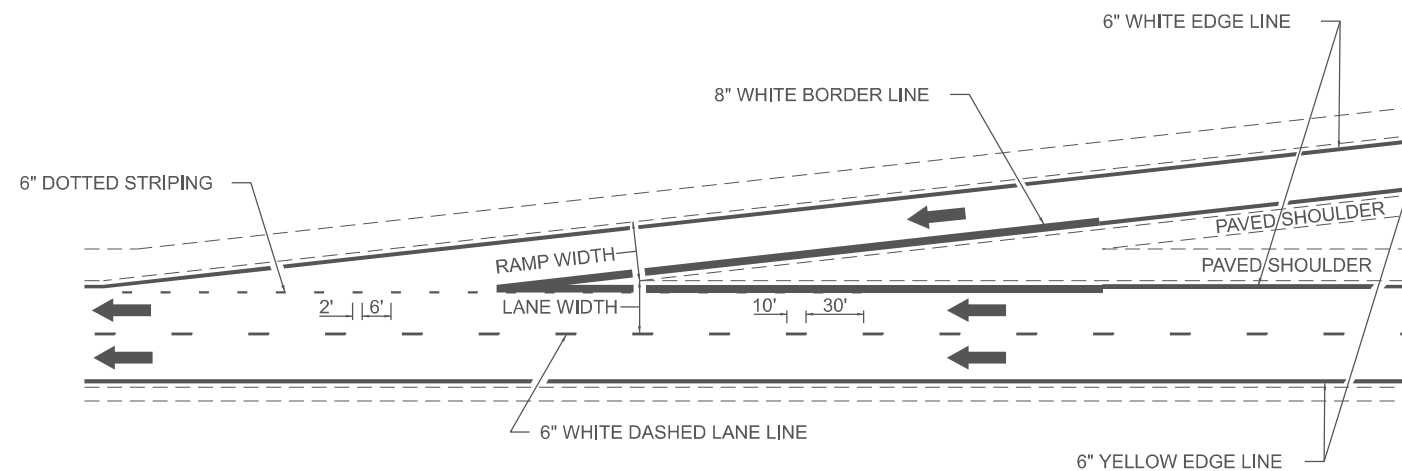 6" WHITE EDGE LINE
8" WHITE BORDER LINE
6" DOTTED STRIPING
PAVED SHOULDER
RAMP WIDTH
PAVED SHOULDER
LANE WIDTH
2' 6'
10' 30'
6" WHITE DASHED LANE LINE
6" YELLOW EDGE LINE